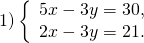 1) { 5x − 3y = 30,
2x − 3y = 21.